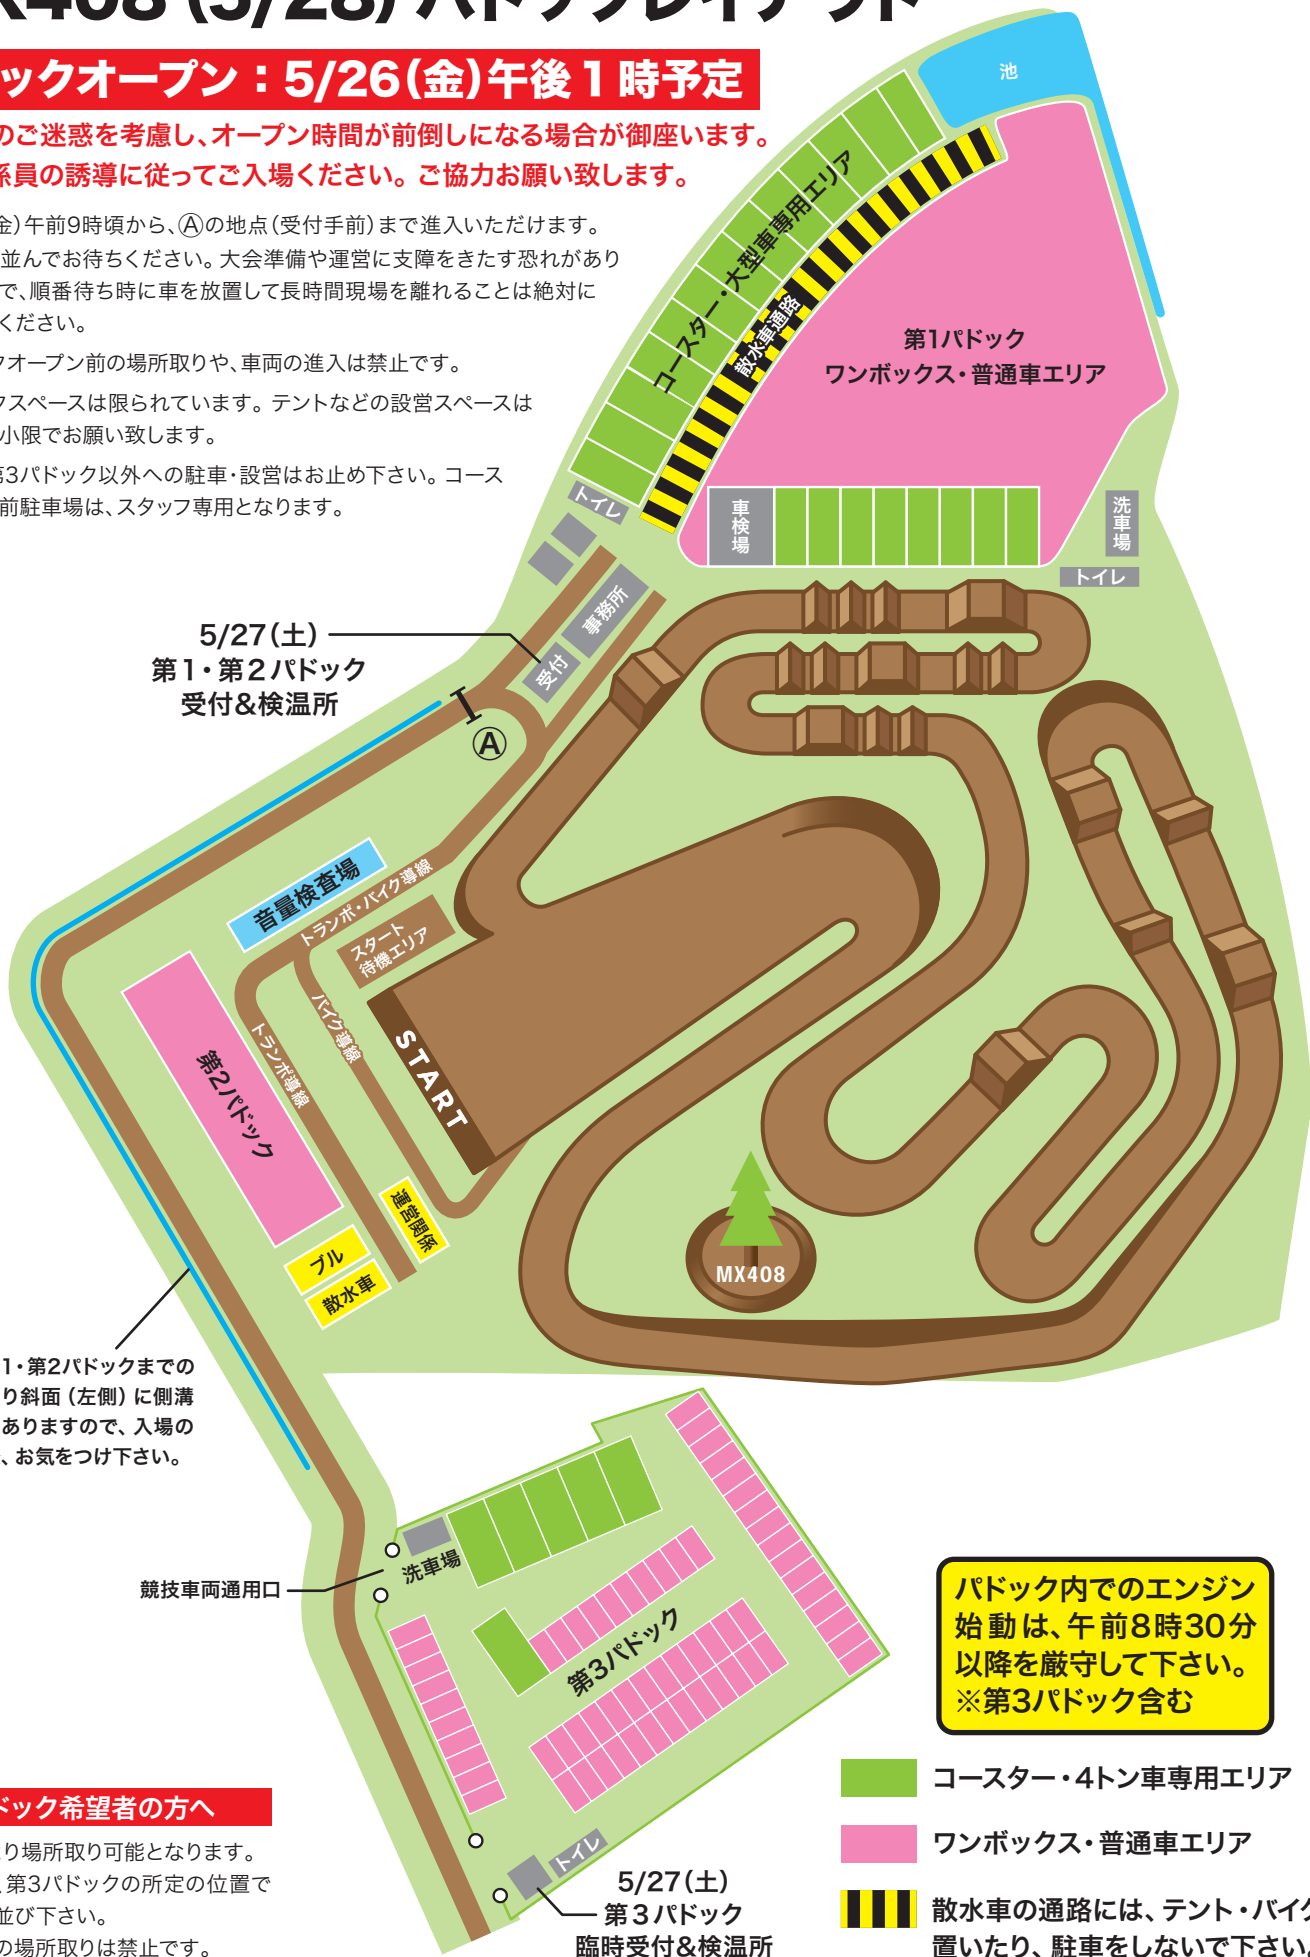 X408 (5/28) パドックレイアウト
ックオープン：5/26(金)午後1時予定
のご迷惑を考慮し、オープン時間が前倒しになる場合が御座います。
係員の誘導に従ってご入場ください。ご協力お願い致します。
金)午前9時頃から、Ⓐの地点(受付手前)まで進入いただけます。
並んでお待ちください。大会準備や運営に支障をきたす恐れがあり
で、順番待ち時に車を放置して長時間現場を離れることは絶対に
ください。
クオープン前の場所取りや、車両の進入は禁止です。
クスペースは限られています。テントなどの設営スペースは
小限でお願い致します。
第3パドック以外への駐車・設営はお止め下さい。コース
前駐車場は、スタッフ専用となります。
池
コースター・大型車専用エリア
散水車通路
第1パドック
ワンボックス・普通車エリア
トイレ
車検場
洗車場
トイレ
事務所
受付
5/27(土)
第1・第2パドック
受付&検温所
Ⓐ
音量検査場
トランポ・バイク導線
スタート
待機エリア
バイク導線
トランポ導線
START
第2パドック
運営関係
ブル
散水車
MX408
1・第2パドックまでの
り斜面(左側)に側溝
ありますので、入場の
、お気をつけ下さい。
競技車両通用口
洗車場
第3パドック
パドック内でのエンジン
始動は、午前8時30分
以降を厳守して下さい。
※第3パドック含む
コースター・4トン車専用エリア
ワンボックス・普通車エリア
散水車の通路には、テント・バイク
置いたり、駐車をしないで下さい。
ドック希望者の方へ
り場所取り可能となります。
、第3パドックの所定の位置で
並び下さい。
の場所取りは禁止です。
トイレ
5/27(土)
第3パドック
臨時受付&検温所